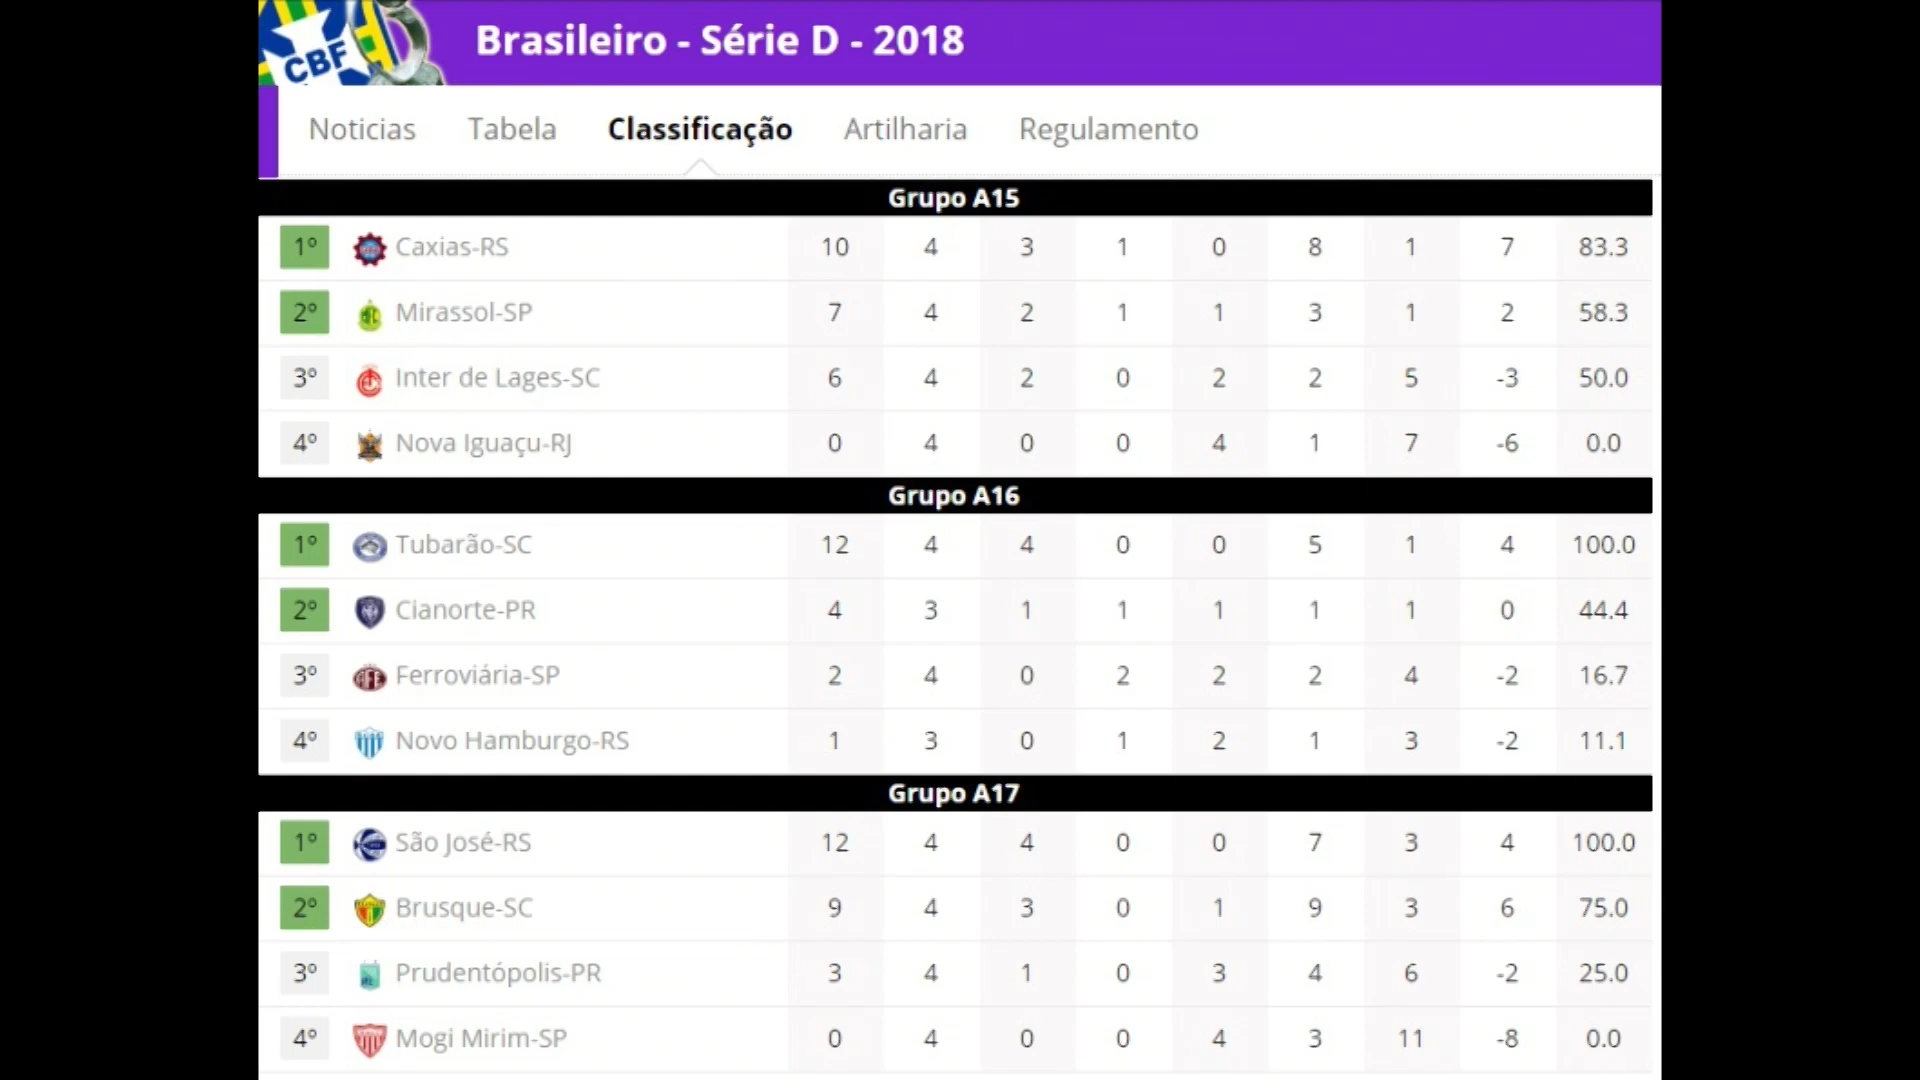 CBF
Brasileiro - Série D - 2018
Noticias Tabela Classificação Artilharia Regulamento
Grupo A15
1º Caxias-RS 10 4 3 1 0 8 1 7 83.3
2º Mirassol-SP 7 4 2 1 1 3 1 2 58.3
3º Inter de Lages-SC 6 4 2 0 2 2 5 -3 50.0
4º Nova Iguaçu-RJ 0 4 0 0 4 1 7 -6 0.0
Grupo A16
1º Tubarão-SC 12 4 4 0 0 5 1 4 100.0
2º Cianorte-PR 4 3 1 1 1 1 1 0 44.4
3º Ferroviária-SP 2 4 0 2 2 2 4 -2 16.7
4º Novo Hamburgo-RS 1 3 0 1 2 1 3 -2 11.1
Grupo A17
1º São José-RS 12 4 4 0 0 7 3 4 100.0
2º Brusque-SC 9 4 3 0 1 9 3 6 75.0
3º Prudentópolis-PR 3 4 1 0 3 4 6 -2 25.0
4º Mogi Mirim-SP 0 4 0 0 4 3 11 -8 0.0